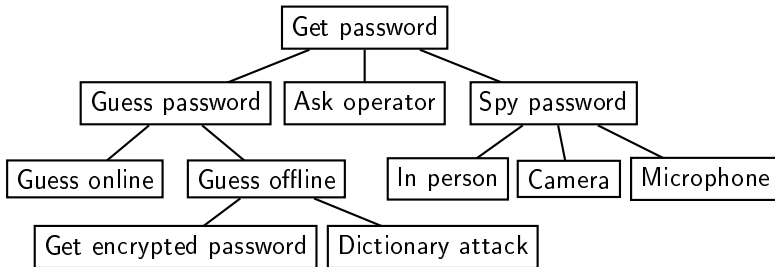 Get password
Guess password
Ask operator
Spy password
Guess online
Guess offline
In person
Camera
Microphone
Get encrypted password
Dictionary attack